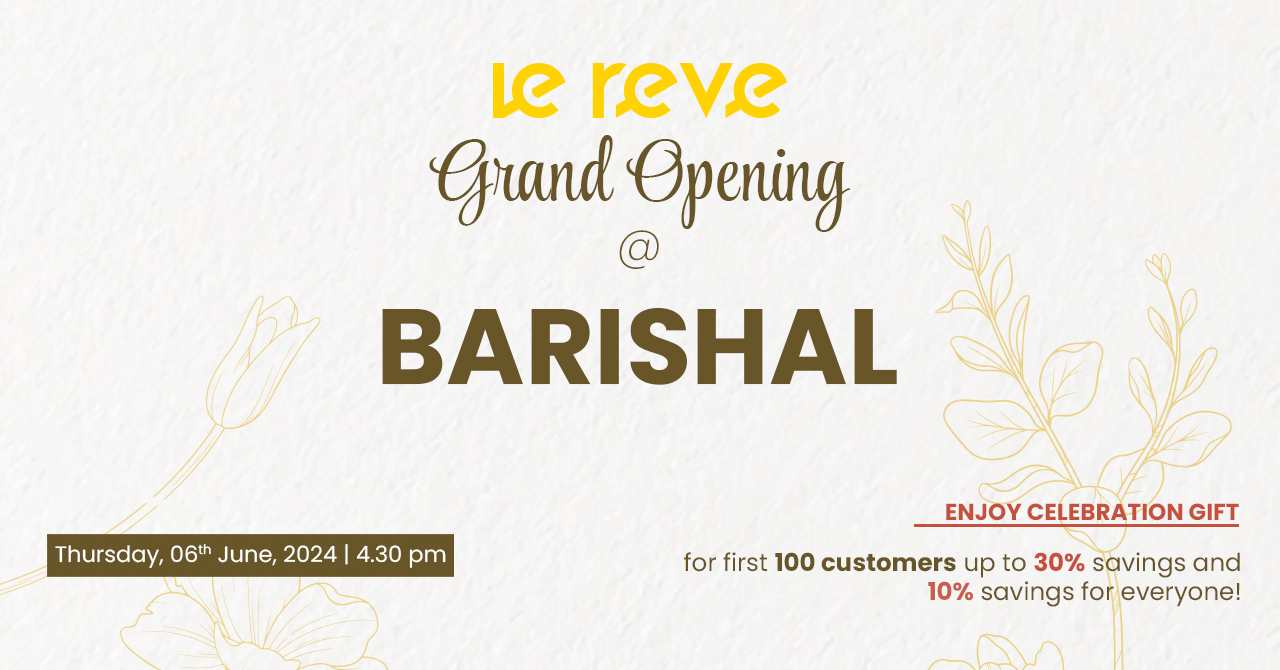 le reve
Grand Opening
@
BARISHAL
Thursday, 06th June, 2024 | 4.30 pm
ENJOY CELEBRATION GIFT
for first 100 customers up to 30% savings and
10% savings for everyone!